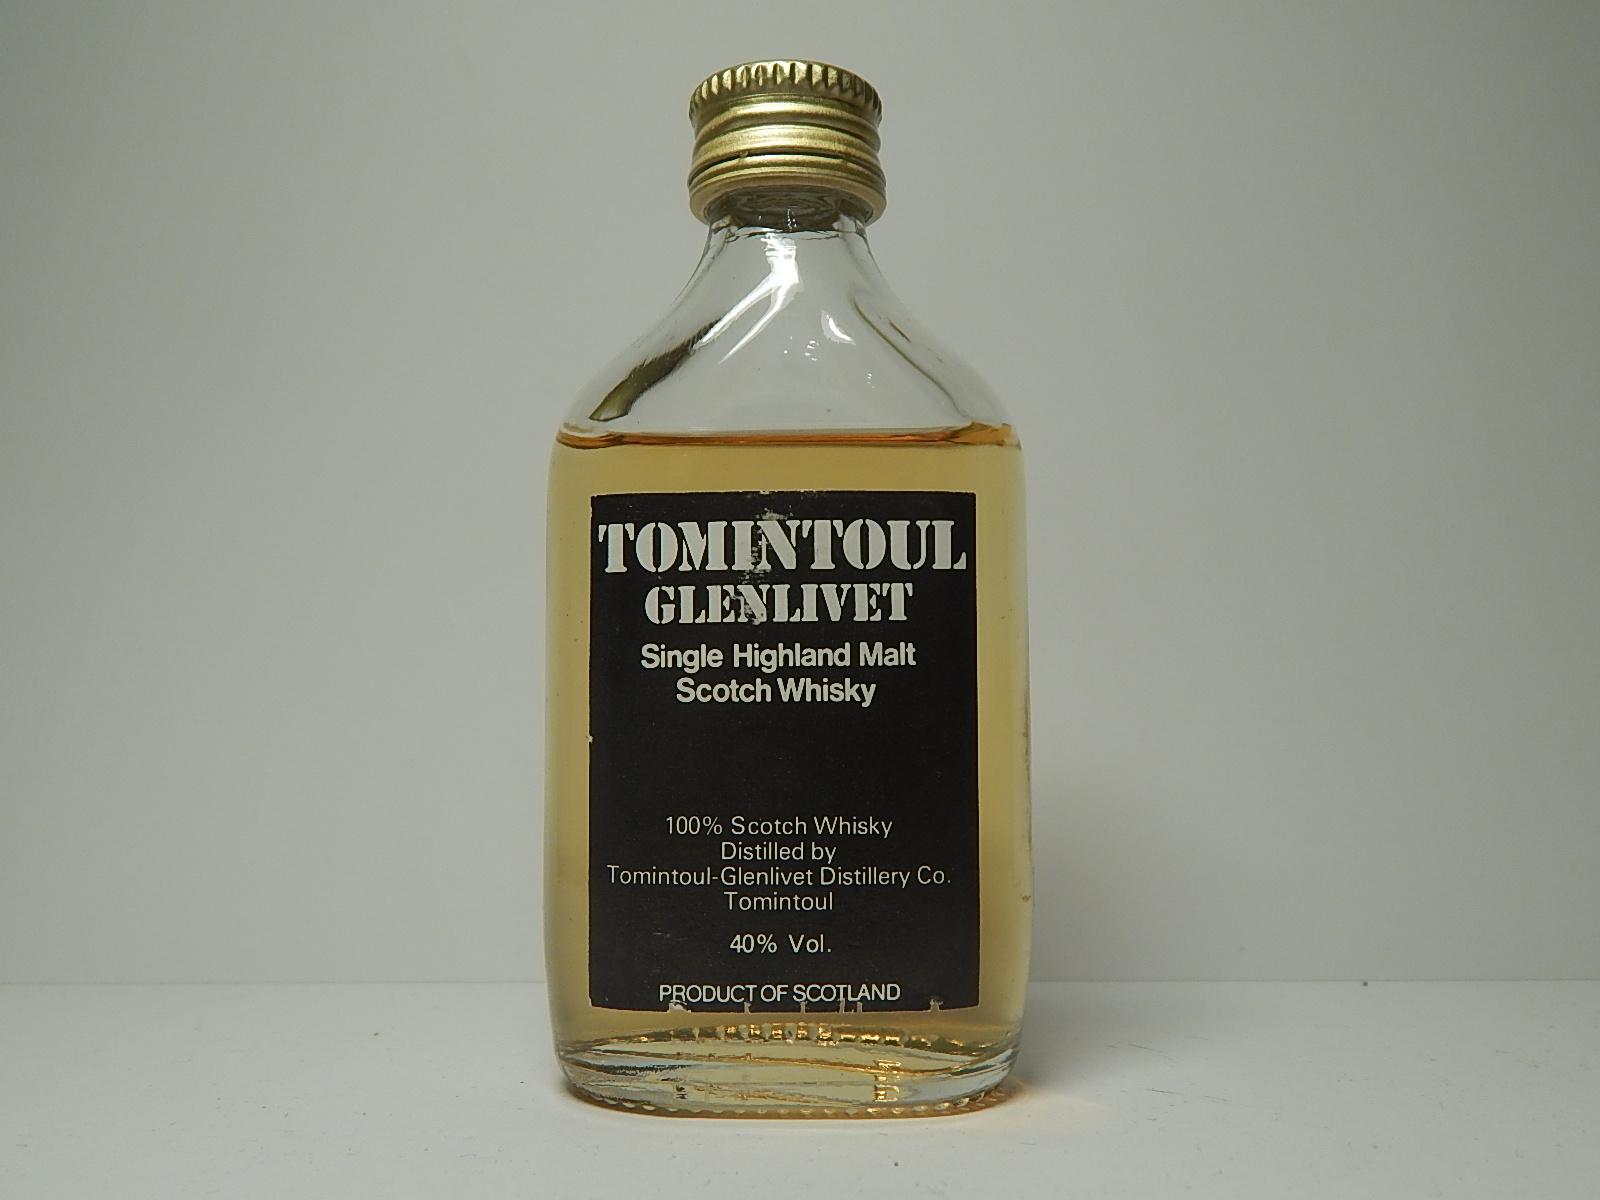 TOMINTOUL
GLENLIVET
Single Highland Malt
Scotch Whisky
100% Scotch Whisky
Distilled by
Tomintoul-Glenlivet Distillery Co.
Tomintoul
40% Vol.
PRODUCT OF SCOTLAND